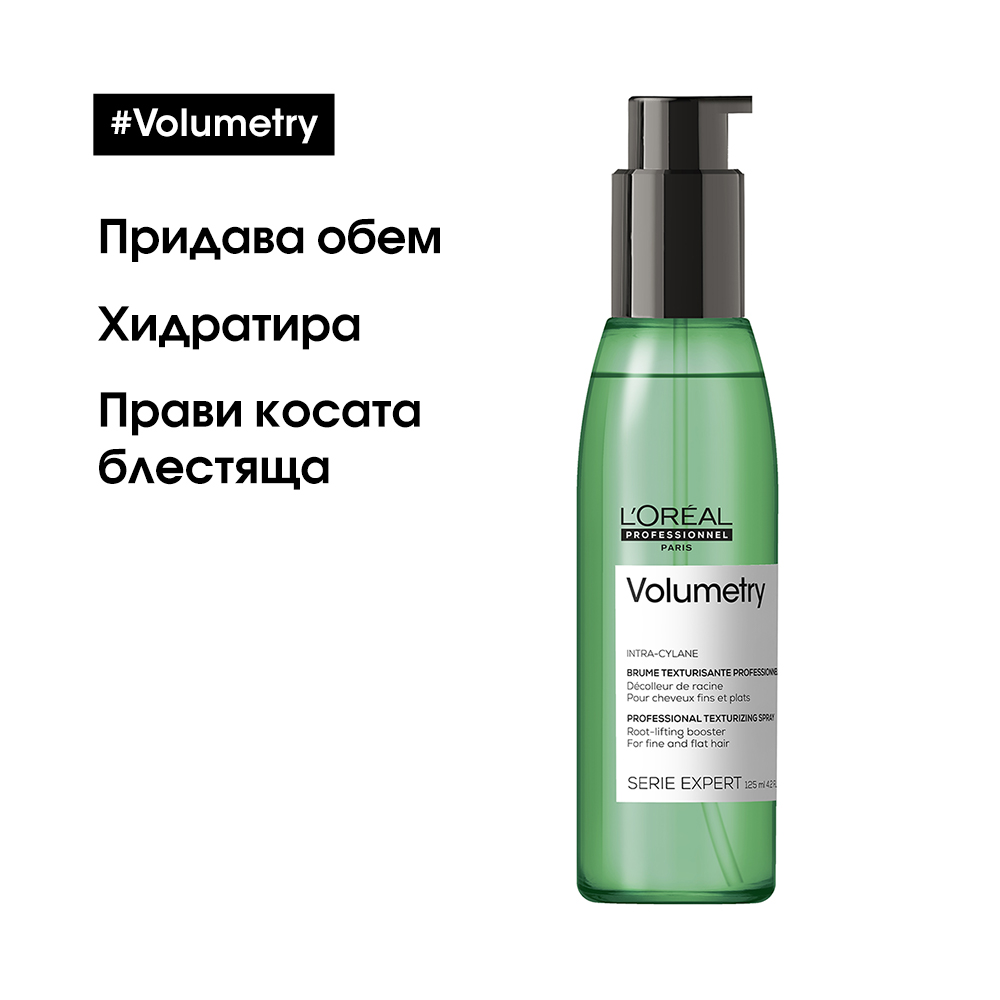 #Volumetry
Придава обем
Хидратира
Прави косата
блестяща
L'ORÉAL
PROFESSIONNEL
PARIS
Volumetry
INTRA-CYLANE
BRUME TEXTURISANTE PROFESSIONNE
Décolleur de racine
Pour cheveux fins et plats
PROFESSIONAL TEXTURIZING SPRAY
Root-lifting booster
For fine and flat hair
SERIE EXPERT 125 ml 4.2 F